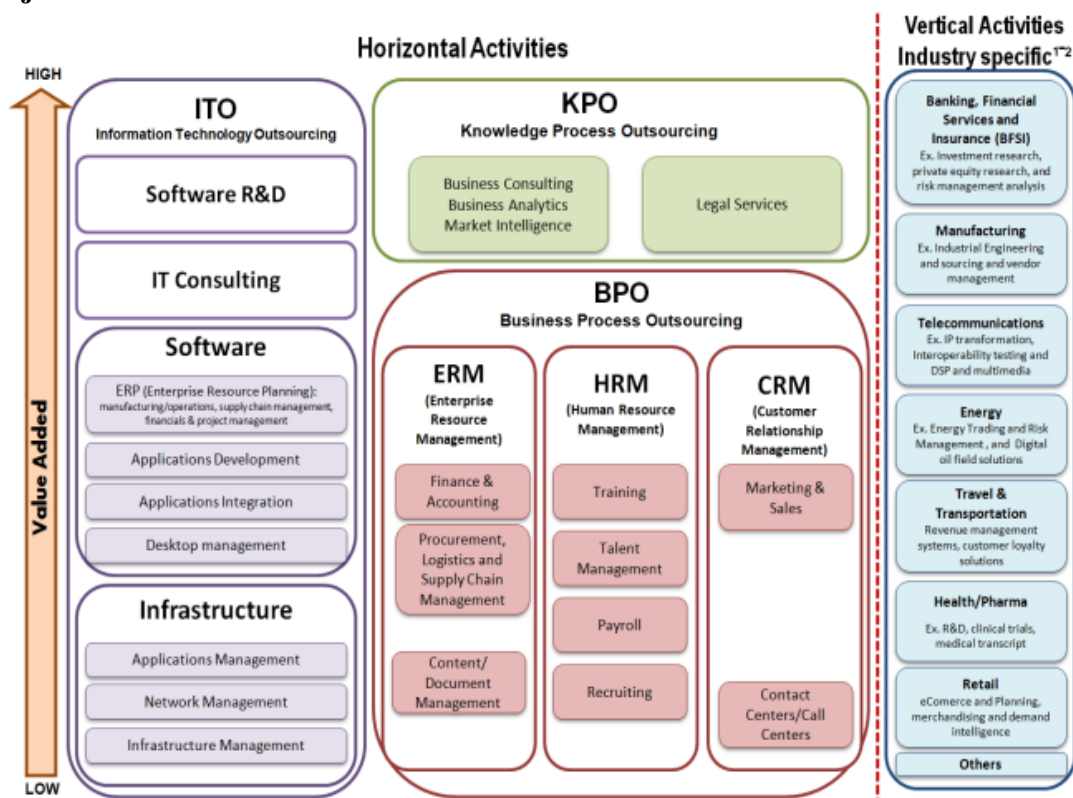 Horizontal Activities
Vertical Activities
Industry specific¹⁻²
HIGH
Value Added
LOW
ITO
Information Technology Outsourcing
Software R&D
IT Consulting
Software
ERP (Enterprise Resource Planning):
manufacturing/operations, supply chain management,
financials & project management
Applications Development
Applications Integration
Desktop management
Infrastructure
Applications Management
Network Management
Infrastructure Management
KPO
Knowledge Process Outsourcing
Business Consulting
Business Analytics
Market Intelligence
Legal Services
BPO
Business Process Outsourcing
ERM
(Enterprise
Resource
Management)
Finance &
Accounting
Procurement,
Logistics and
Supply Chain
Management
Content/
Document
Management
HRM
(Human Resource
Management)
Training
Talent
Management
Payroll
Recruiting
CRM
(Customer
Relationship
Management)
Marketing &
Sales
Contact
Centers/Call
Centers
Banking, Financial
Services and
Insurance (BFSI)
Ex. Investment research,
private equity research, and
risk management analysis
Manufacturing
Ex. Industrial Engineering
and sourcing and vendor
management
Telecommunications
Ex. IP transformation,
Interoperability testing and
DSP and multimedia
Energy
Ex. Energy Trading and Risk
Management , and Digital
oil field solutions
Travel &
Transportation
Revenue management
systems, customer loyalty
solutions
Health/Pharma
Ex. R&D, clinical trials,
medical transcript
Retail
eComerce and Planning,
merchandising and demand
intelligence
Others